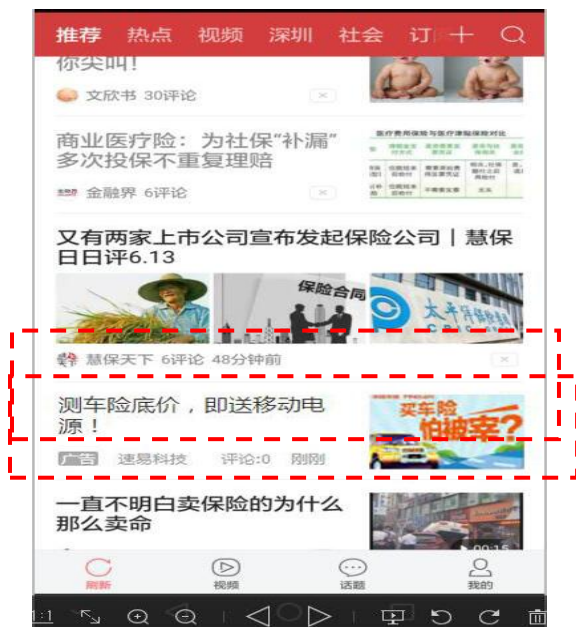 推荐 热点 视频 深圳 社会 订
你尖叫!
文欣书 30评论
商业医疗险：为社保“补漏”
多次投保不重复理赔
医疗费用保险与医疗津贴保险对比
金融界 6评论
又有两家上市公司宣布发起保险公司｜慧保
日日评6.13
保险合同
太平洋保险
慧保天下 6评论 48分钟前
测车险底价，即送移动电
源！
买车险
怕被宰?
广告 速易科技 评论:0 刚刚
一直不明白卖保险的为什么
那么卖命
00:15
刷新 视频 话题 我的
1:1